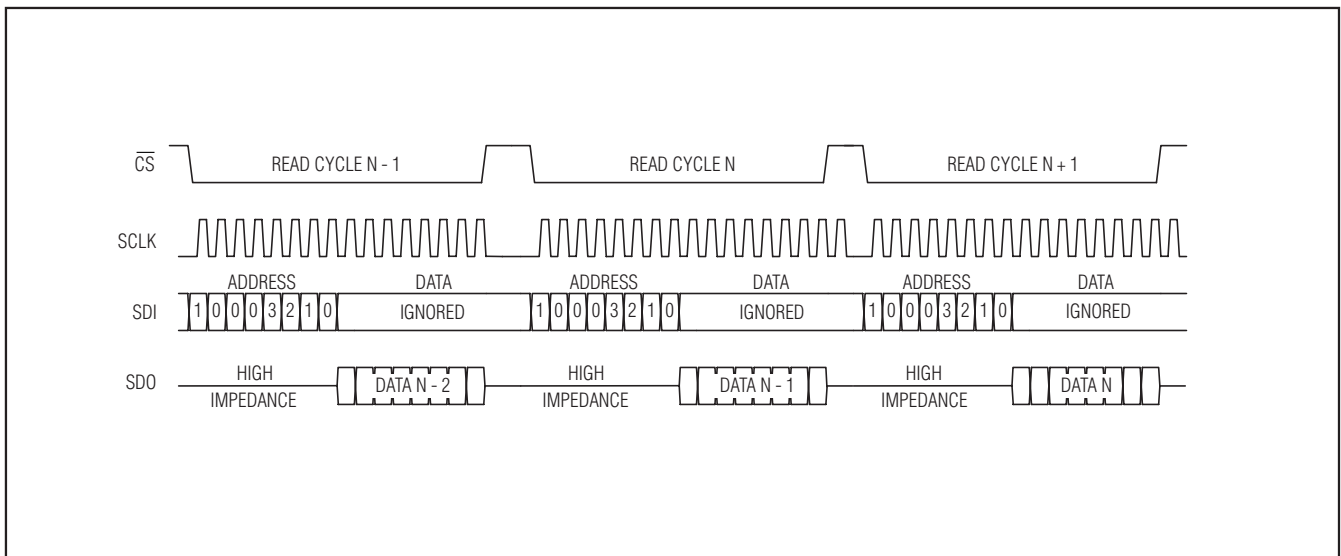 CS READ CYCLE N - 1 READ CYCLE N READ CYCLE N + 1
SCLK
ADDRESS DATA ADDRESS DATA ADDRESS DATA
SDI 1 0 0 0 3 2 1 0 IGNORED 1 0 0 0 3 2 1 0 IGNORED 1 0 0 0 3 2 1 0 IGNORED
SDO HIGH IMPEDANCE DATA N - 2 HIGH IMPEDANCE DATA N - 1 HIGH IMPEDANCE DATA N